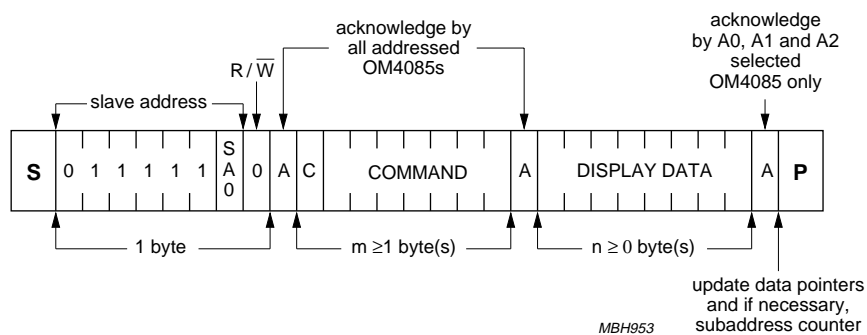 acknowledge by
all addressed
OM4085s
acknowledge
by A0, A1 and A2
selected
OM4085 only
R / W
slave address
S 0 1 1 1 1 1 SA0 0 A C COMMAND A DISPLAY DATA A P
1 byte
m ≥1 byte(s)
n ≥ 0 byte(s)
update data pointers
and if necessary,
subaddress counter
MBH953